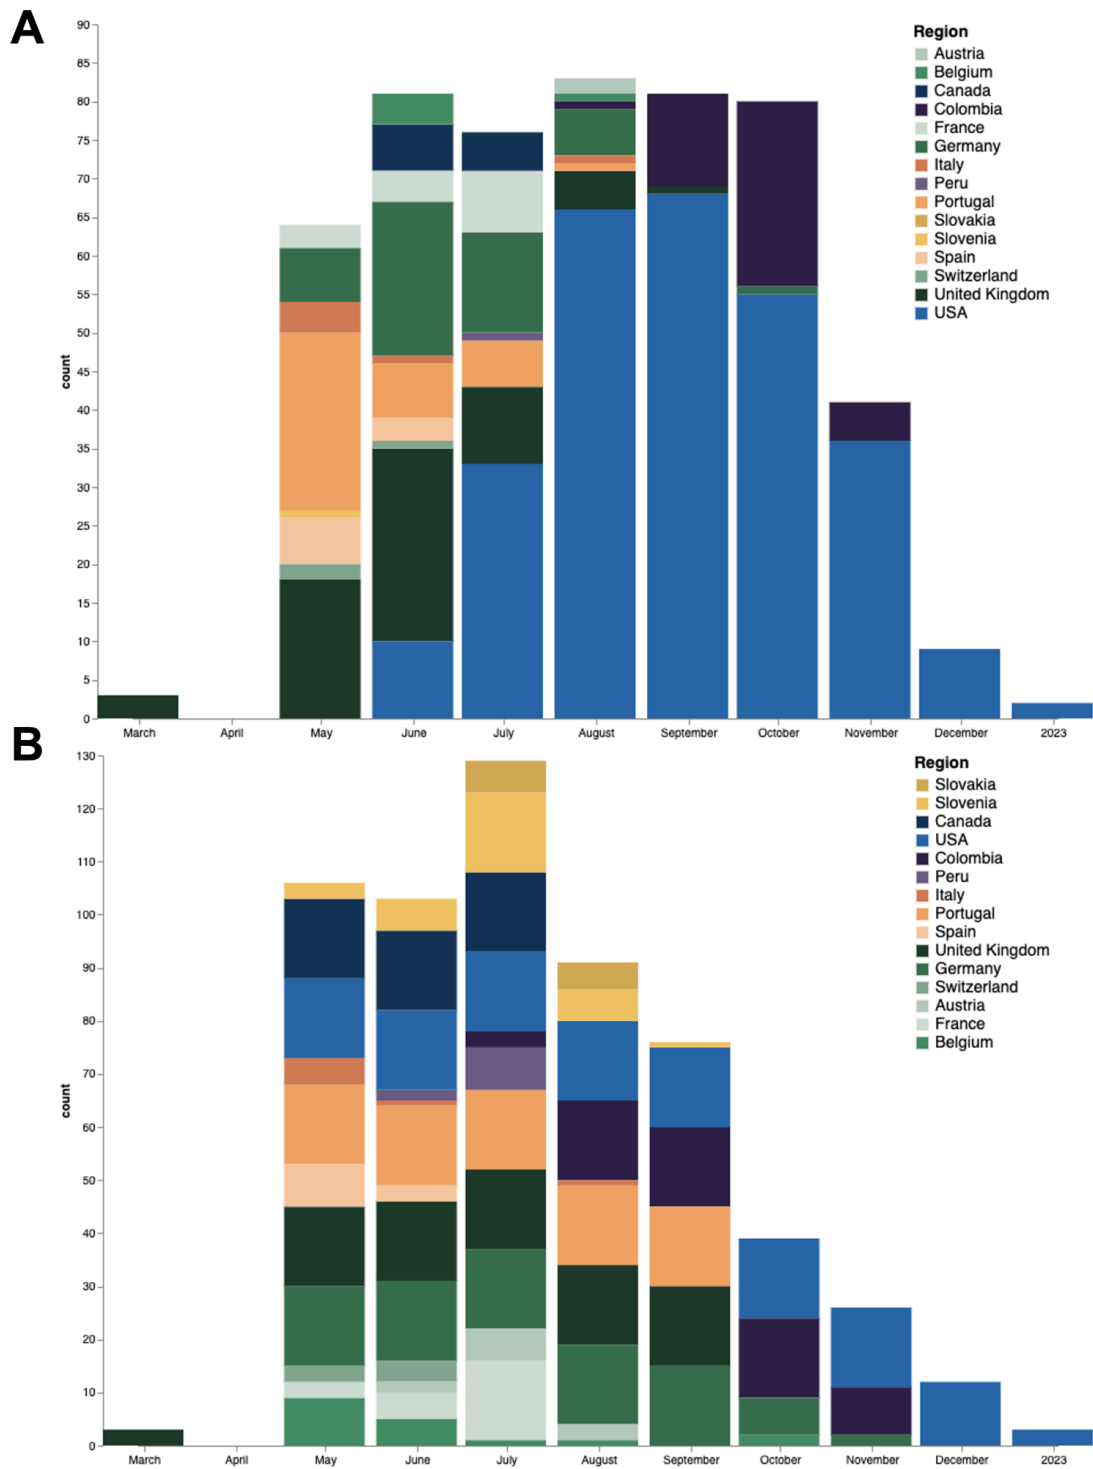 A
90
85
80
75
70
65
60
55
50
45
40
35
30
25
20
15
10
5
0
count
March April May June July August September October November December 2023
Region
Austria
Belgium
Canada
Colombia
France
Germany
Italy
Peru
Portugal
Slovakia
Slovenia
Spain
Switzerland
United Kingdom
USA
B
130
120
110
100
90
80
70
60
50
40
30
20
10
0
count
March April May June July August September October November December 2023
Region
Slovakia
Slovenia
Canada
USA
Colombia
Peru
Italy
Portugal
Spain
United Kingdom
Germany
Switzerland
Austria
France
Belgium